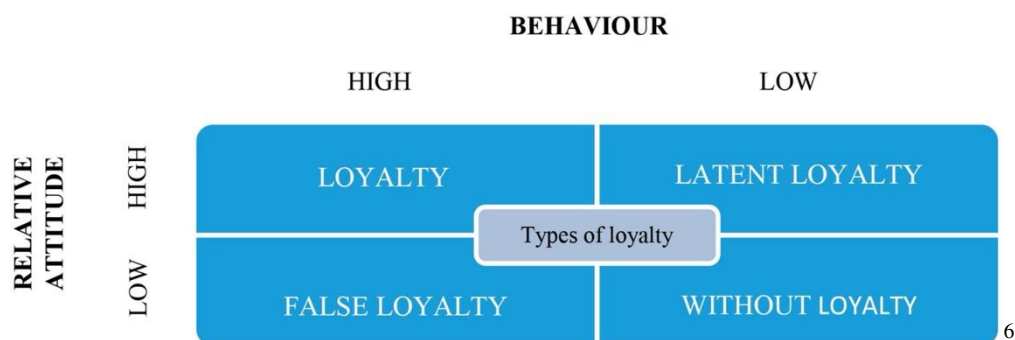 BEHAVIOUR
HIGH LOW
RELATIVE
ATTITUDE
HIGH
LOYALTY
LATENT LOYALTY
Types of loyalty
LOW
FALSE LOYALTY
WITHOUT LOYALTY
6